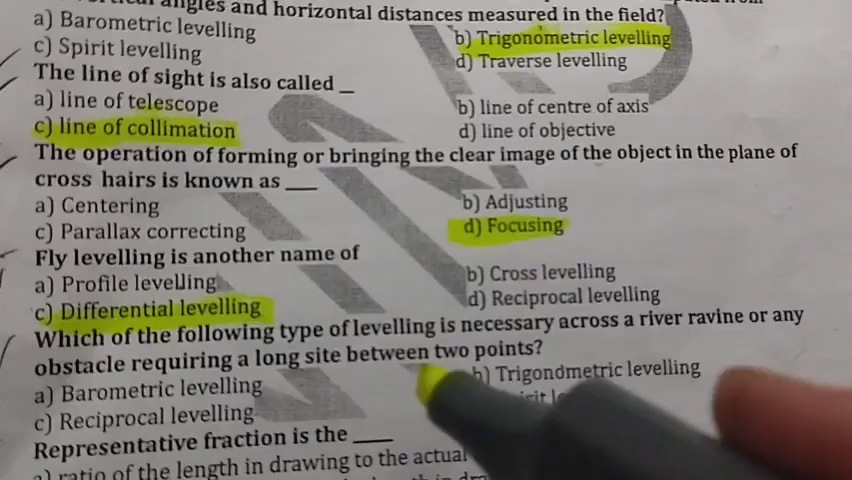 angles and horizontal distances measured in the field?
a) Barometric levelling
b) Trigonometric levelling
c) Spirit levelling
d) Traverse levelling
The line of sight is also called _
a) line of telescope
b) line of centre of axis
c) line of collimation
d) line of objective
The operation of forming or bringing the clear image of the object in the plane of
cross hairs is known as ___
a) Centering
b) Adjusting
c) Parallax correcting
d) Focusing
Fly levelling is another name of
a) Profile levelling
b) Cross levelling
c) Differential levelling
d) Reciprocal levelling
Which of the following type of levelling is necessary across a river ravine or any
obstacle requiring a long site between two points?
a) Barometric levelling
b) Trigonometric levelling
c) Reciprocal levelling
Representative fraction is the ____
a) ratio of the length in drawing to the actual